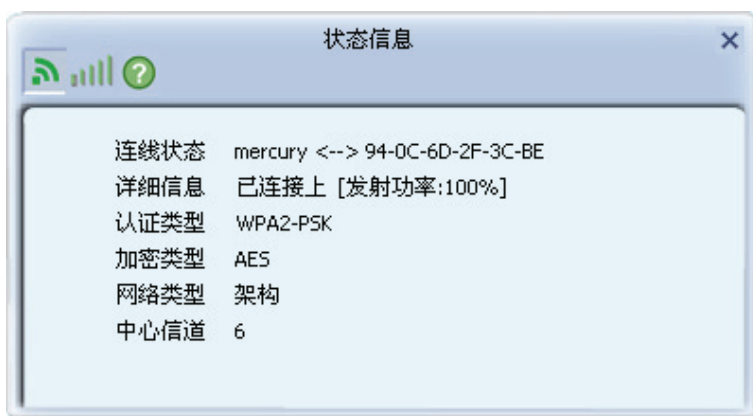 状态信息
连线状态 mercury <--> 94-0C-6D-2F-3C-BE
详细信息 已连接上 [发射功率:100%]
认证类型 WPA2-PSK
加密类型 AES
网络类型 架构
中心信道 6